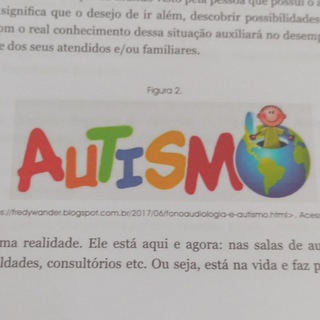 significa que o desejo de ir além, descobrir possibilidades
om o real conhecimento dessa situação auxiliará no desemp
e dos seus atendidos e/ou familiares.
Figura 2.
AUTISMO
s://fredywander.blogspot.com.br/2017/06/fonoaudiologia-e-autismo.html>. Acess
ma realidade. Ele está aqui e agora: nas salas de au
ldades, consultórios etc. Ou seja, está na vida e faz p